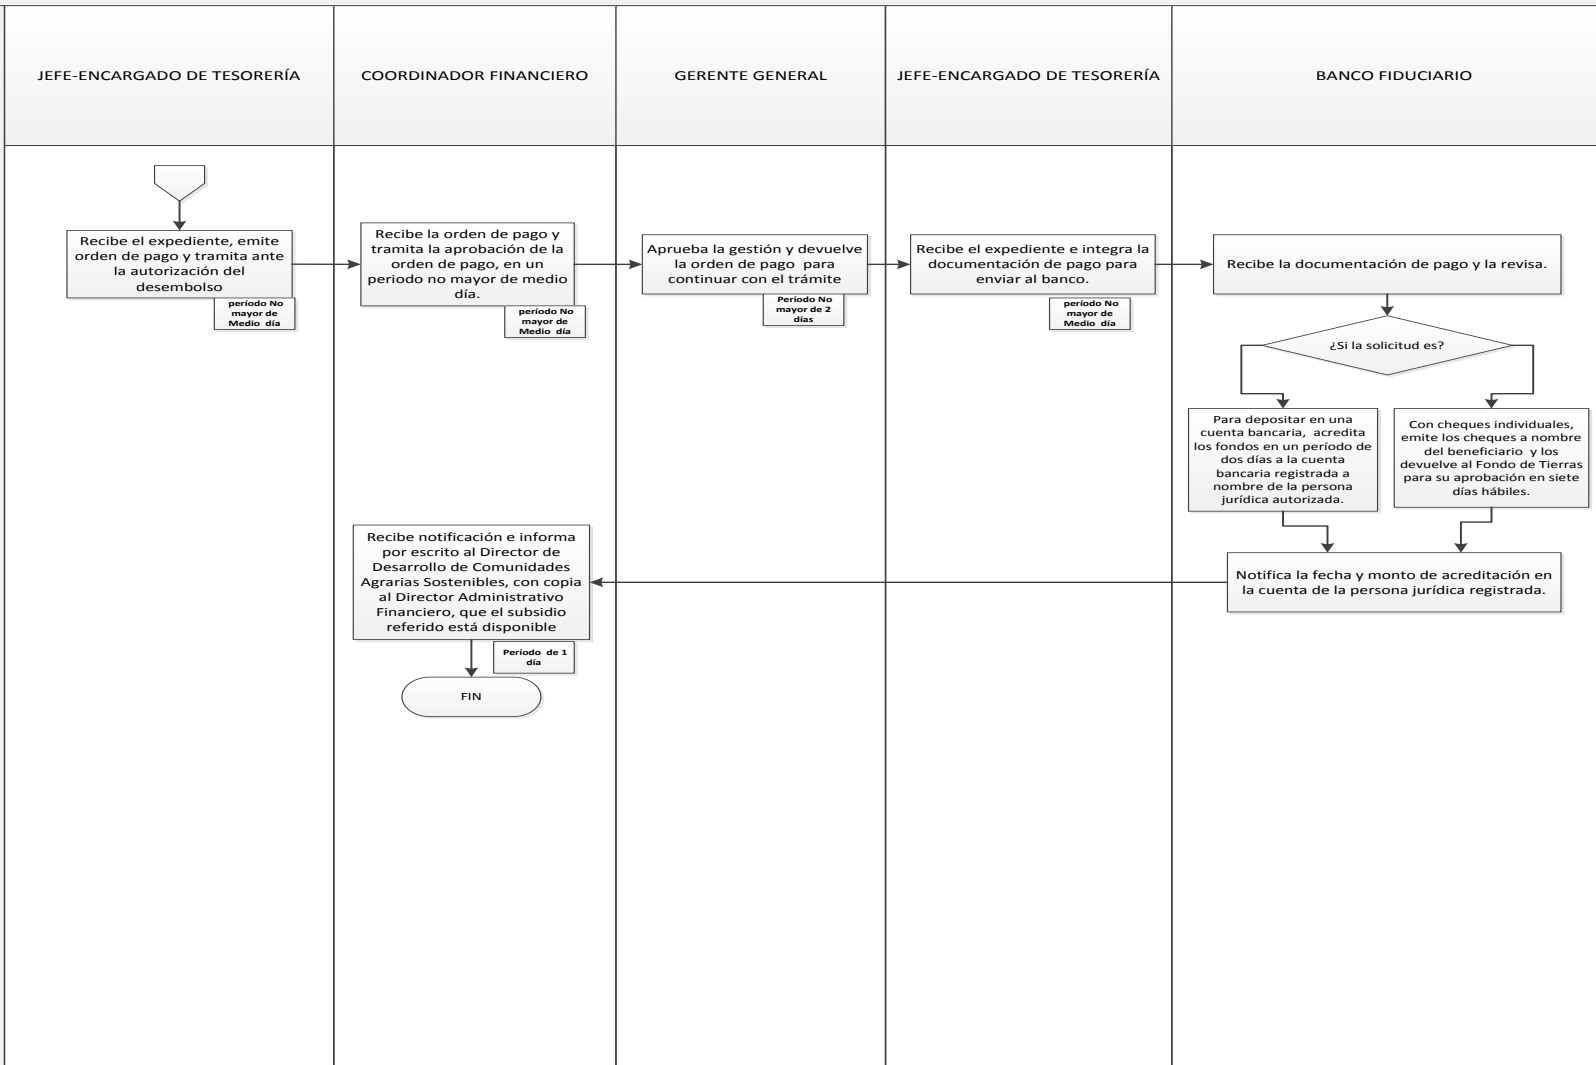 JEFE-ENCARGADO DE TESORERÍA
COORDINADOR FINANCIERO
GERENTE GENERAL
JEFE-ENCARGADO DE TESORERÍA
BANCO FIDUCIARIO
Recibe el expediente, emite
orden de pago y tramita ante
la autorización del
desembolso
período No
mayor de
Medio día
Recibe la orden de pago y
tramita la aprobación de la
orden de pago, en un
periodo no mayor de medio
día.
período No
mayor de
Medio día
Aprueba la gestión y devuelve
la orden de pago para
continuar con el trámite
Período No
mayor de 2
días
Recibe el expediente e integra la
documentación de pago para
enviar al banco.
período No
mayor de
Medio día
Recibe la documentación de pago y la revisa.
¿Si la solicitud es?
Para depositar en una
cuenta bancaria, acredita
los fondos en un período de
dos días a la cuenta
bancaria registrada a
nombre de la persona
jurídica autorizada.
Con cheques individuales,
emite los cheques a nombre
del beneficiario y los
devuelve al Fondo de Tierras
para su aprobación en siete
días hábiles.
Notifica la fecha y monto de acreditación en
la cuenta de la persona jurídica registrada.
Recibe notificación e informa
por escrito al Director de
Desarrollo de Comunidades
Agrarias Sostenibles, con copia
al Director Administrativo
Financiero, que el subsidio
referido está disponible
Período de 1
día
FIN